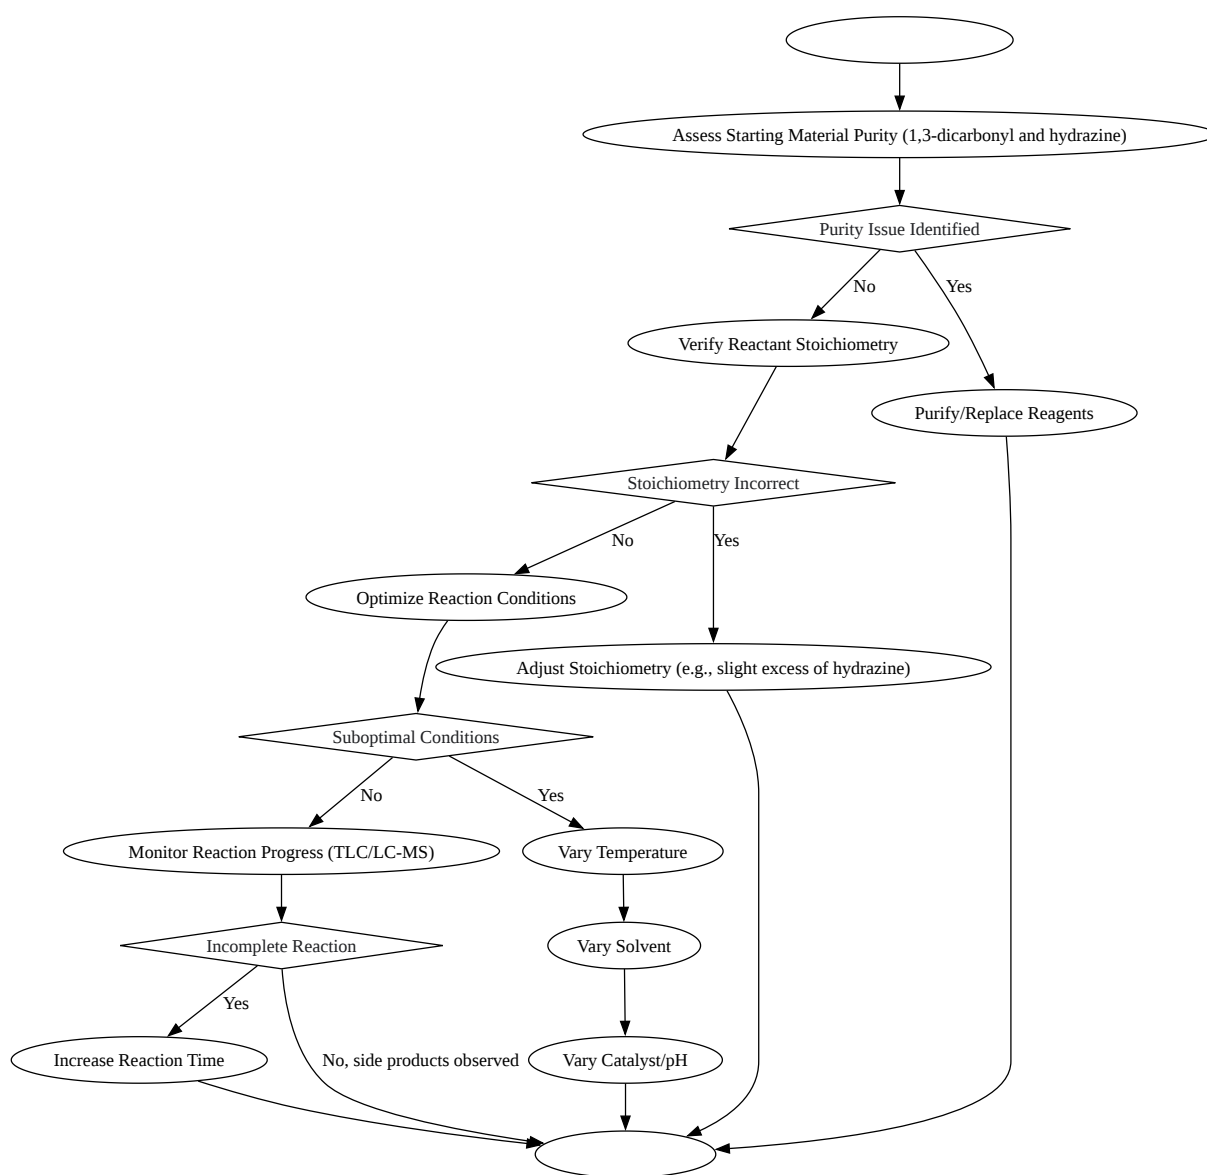 Assess Starting Material Purity (1,3-dicarbonyl and hydrazine)
Purity Issue Identified
No
Yes
Verify Reactant Stoichiometry
Purify/Replace Reagents
Stoichiometry Incorrect
No
Yes
Optimize Reaction Conditions
Adjust Stoichiometry (e.g., slight excess of hydrazine)
Suboptimal Conditions
No
Yes
Monitor Reaction Progress (TLC/LC-MS)
Vary Temperature
Incomplete Reaction
Vary Solvent
Yes
Increase Reaction Time
No, side products observed
Vary Catalyst/pH